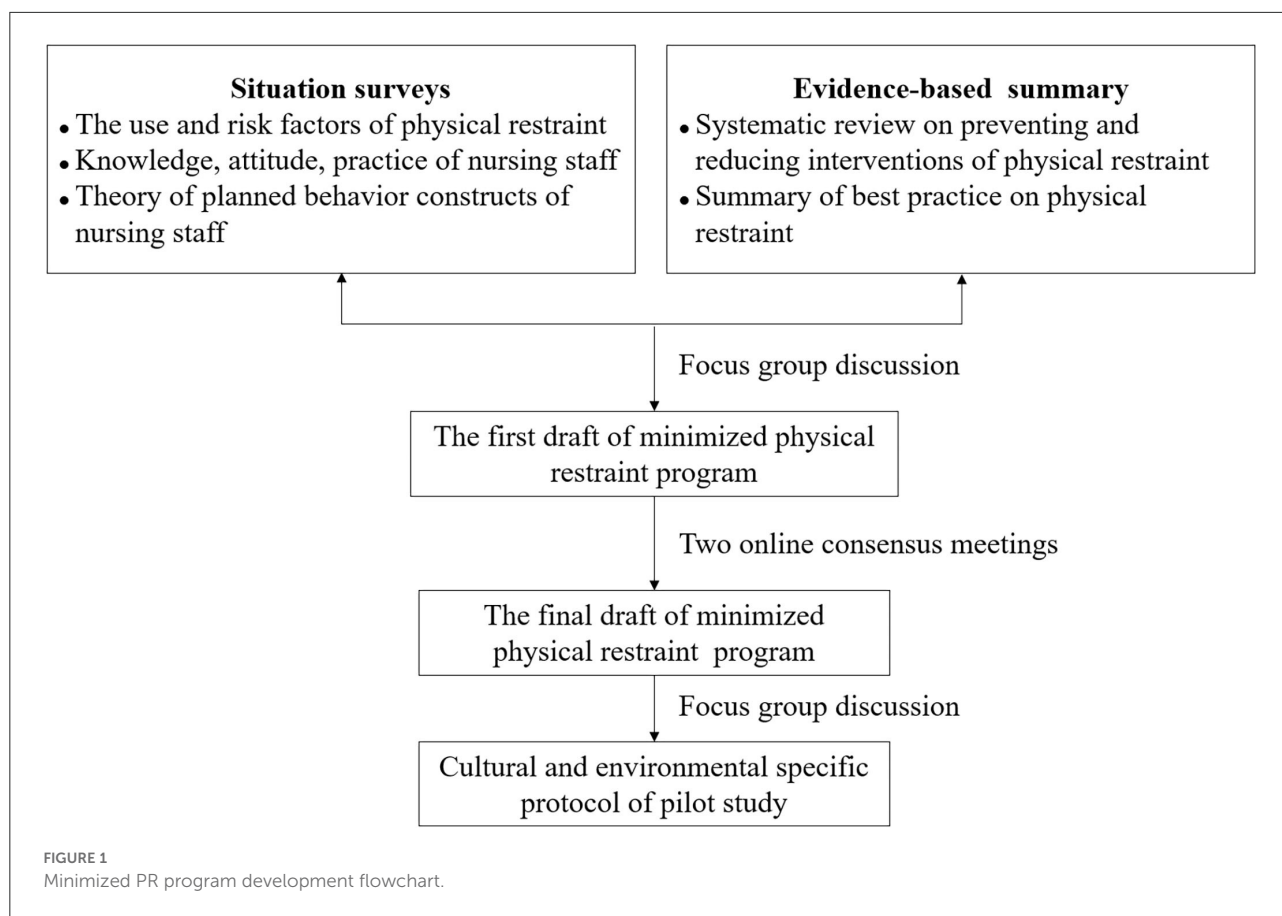 Situation surveys
• The use and risk factors of physical restraint
• Knowledge, attitude, practice of nursing staff
• Theory of planned behavior constructs of
nursing staff
Evidence-based summary
• Systematic review on preventing and
reducing interventions of physical restraint
• Summary of best practice on physical
restraint
Focus group discussion
The first draft of minimized physical
restraint program
Two online consensus meetings
The final draft of minimized
physical restraint program
Focus group discussion
Cultural and environmental specific
protocol of pilot study
FIGURE 1
Minimized PR program development flowchart.